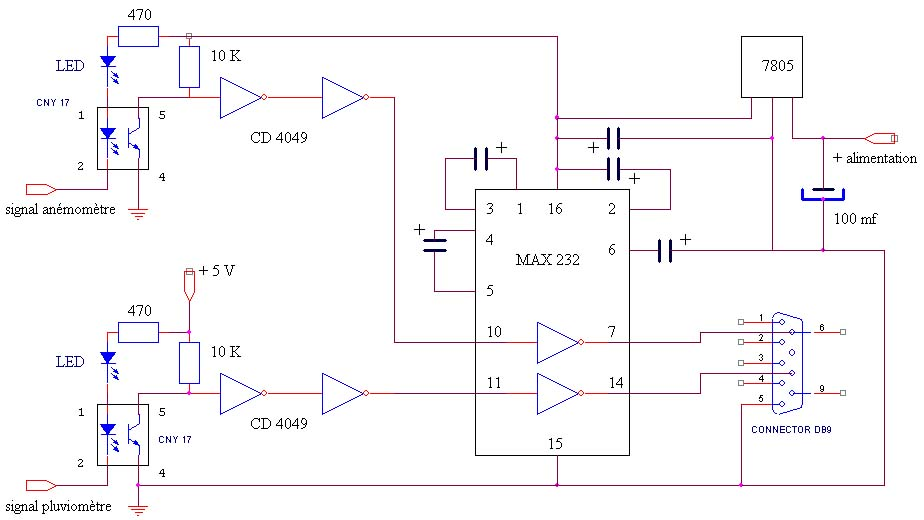 470
7805
LED
10 K
CNY 17
1
5
CD 4049
+
+ alimentation
2
4
+
+
signal anémomètre
3
1
16
2
100 mf
+
4
6
+
MAX 232
+ 5 V
5
470
10
7
1
6
2
LED
10 K
3
11
14
4
9
5
1
5
CD 4049
CONNECTOR DB9
CNY 17
15
2
4
signal pluviomètre